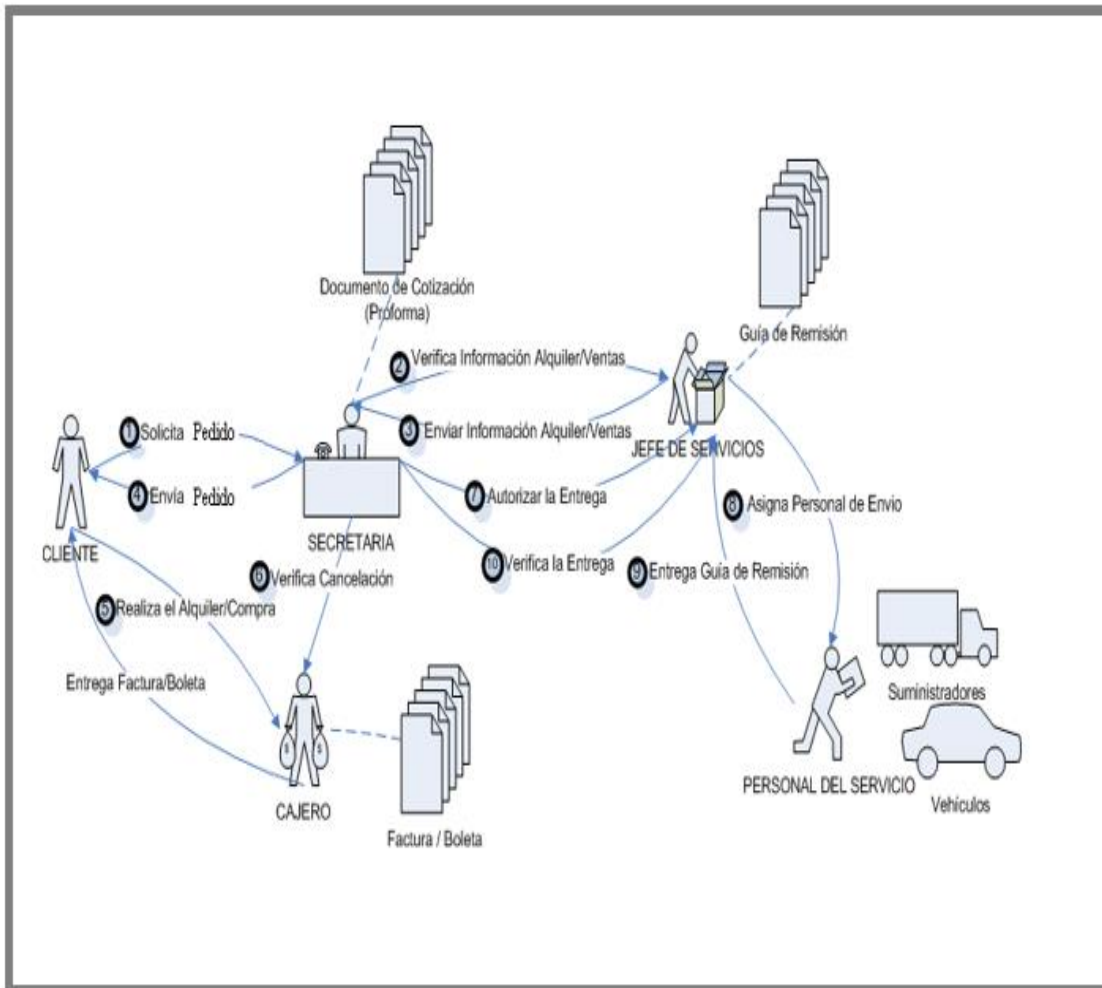 Documento de Cotización
(Proforma)
Guía de Remisión
2 Verifica Información Alquiler/Ventas
1 Solicita Pedido
3 Enviar Información Alquiler/Ventas
JEFE DE SERVICIOS
4 Envía Pedido
7 Autorizar la Entrega
8 Asigna Personal de Envio
CLIENTE
SECRETARIA
10 Verifica la Entrega
9 Entrega Guía de Remisión
6 Verifica Cancelación
5 Realiza el Alquiler/Compra
Entrega Factura/Boleta
Suministradores
$ $
PERSONAL DEL SERVICIO
Vehículos
CAJERO
Factura / Boleta